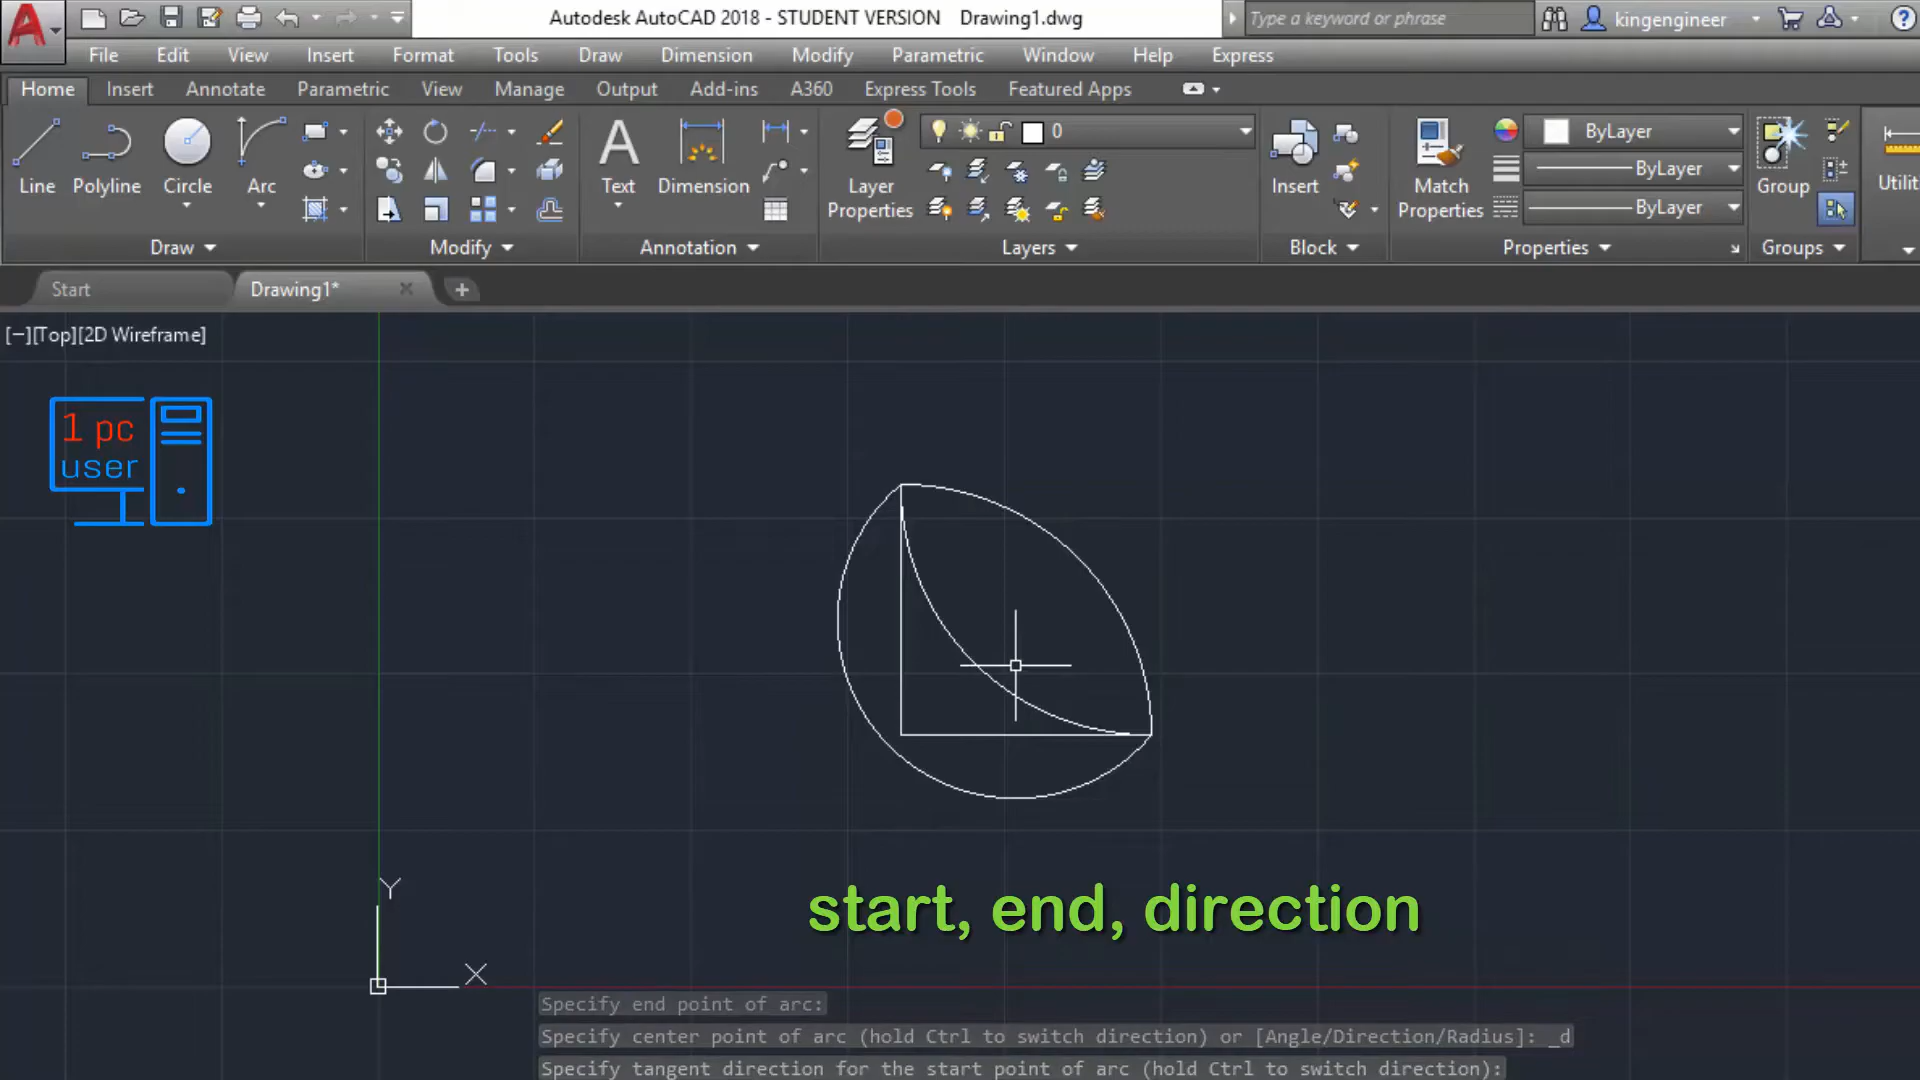 Autodesk AutoCAD 2018 - STUDENT VERSION Drawing1.dwg
Type a keyword or phrase
kingengineer
File Edit View Insert Format Tools Draw Dimension Modify Parametric Window Help Express
Home Insert Annotate Parametric View Manage Output Add-ins A360 Express Tools Featured Apps
Line Polyline Circle Arc
Text Dimension
Layer Properties
0
Insert
Match Properties
ByLayer
ByLayer
ByLayer
Group
Draw Modify Annotation Layers Block Properties Groups
Start Drawing1*
[−][Top][2D Wireframe]
1 pc
user
Y
X
start, end, direction
Specify end point of arc:
Specify center point of arc (hold Ctrl to switch direction) or [Angle/Direction/Radius]: _d
Specify tangent direction for the start point of arc (hold Ctrl to switch direction):